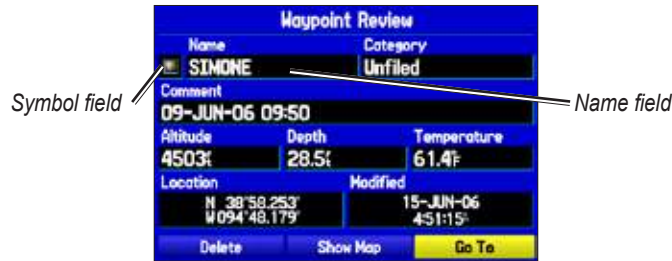 Waypoint Review
Name Category
SIMONE Unfiled
Symbol field Name field
Comment
09-JUN-06 09:50
Altitude Depth Temperature
4503ft 28.5ft 61.4°F
Location Modified
N 38°58.253' 15-JUN-06
W094°48.179' 4:51:15
Delete Show Map Go To